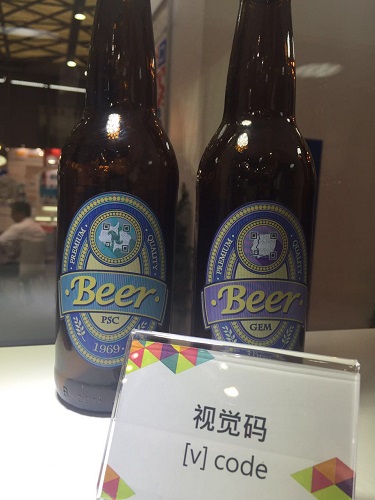 PREMIUM QUALITY
Beer
PSC
1969
PREMIUM QUALITY
Beer
GEM
视觉码
[v] code